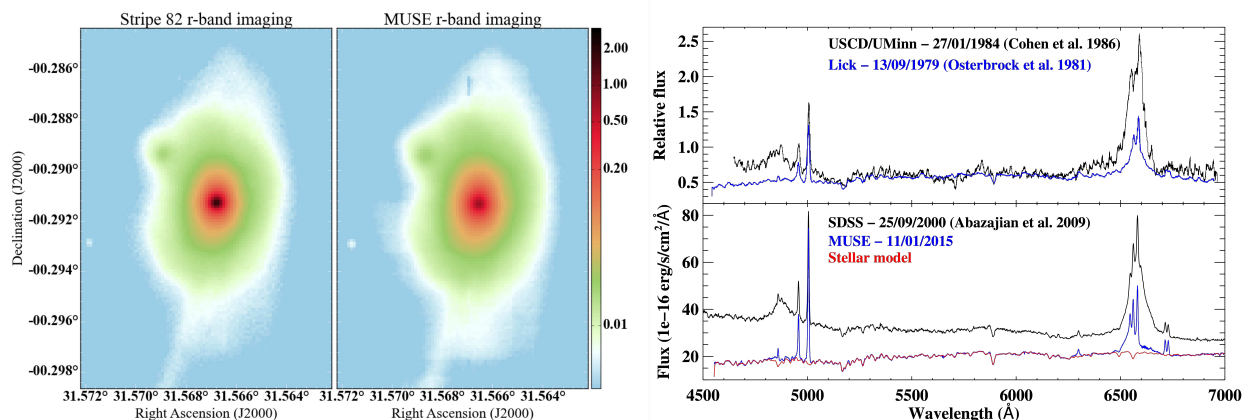 Stripe 82 r-band imaging
MUSE r-band imaging
-00.286°
-00.288°
-00.290°
-00.292°
-00.294°
-00.296°
-00.298°
Declination (J2000)
31.572° 31.570° 31.568° 31.566° 31.564°
Right Ascension (J2000)
31.572° 31.570° 31.568° 31.566° 31.564°
Right Ascension (J2000)
2.00
1.00
0.50
0.20
0.01
Relative flux
2.5
2.0
1.5
1.0
0.5
USCD/UMinn – 27/01/1984 (Cohen et al. 1986)
Lick – 13/09/1979 (Osterbrock et al. 1981)
Flux (1e–16 erg/s/cm²/Å)
80
60
40
20
SDSS – 25/09/2000 (Abazajian et al. 2009)
MUSE – 11/01/2015
Stellar model
4500 5000 5500 6000 6500 7000
Wavelength (Å)